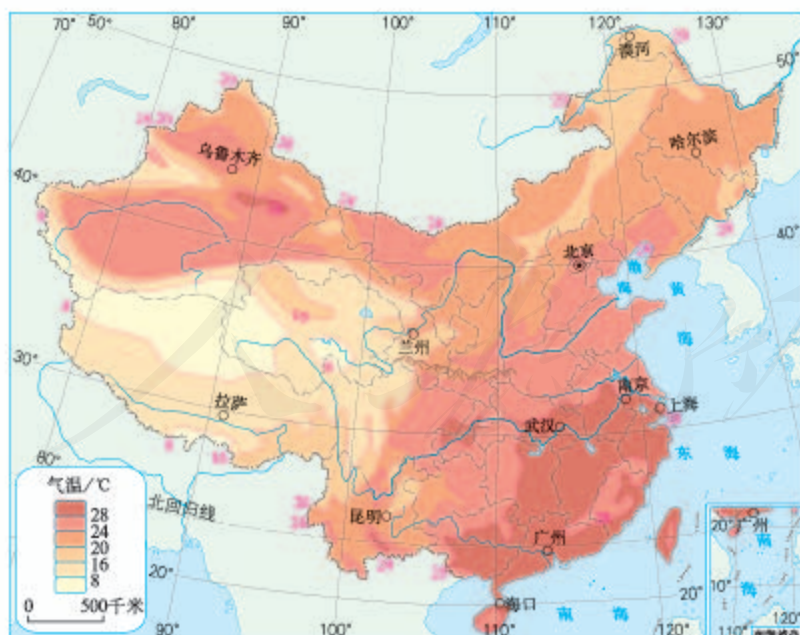 70° 50° 80° 90° 100° 110° 120° 130°
漠河
50°
哈尔滨
乌鲁木齐
40°
40°
北京
渤
海
黄
海
兰州
30°
南京
上海
拉萨
武汉
东 海
60°
气温/℃
28
24
20
16
8
0 500千米
北回归线
昆明
广州
20°
20°
海口
南 海
90° 100° 110° 120°
20°
广州
南
海
10°
110°
120°